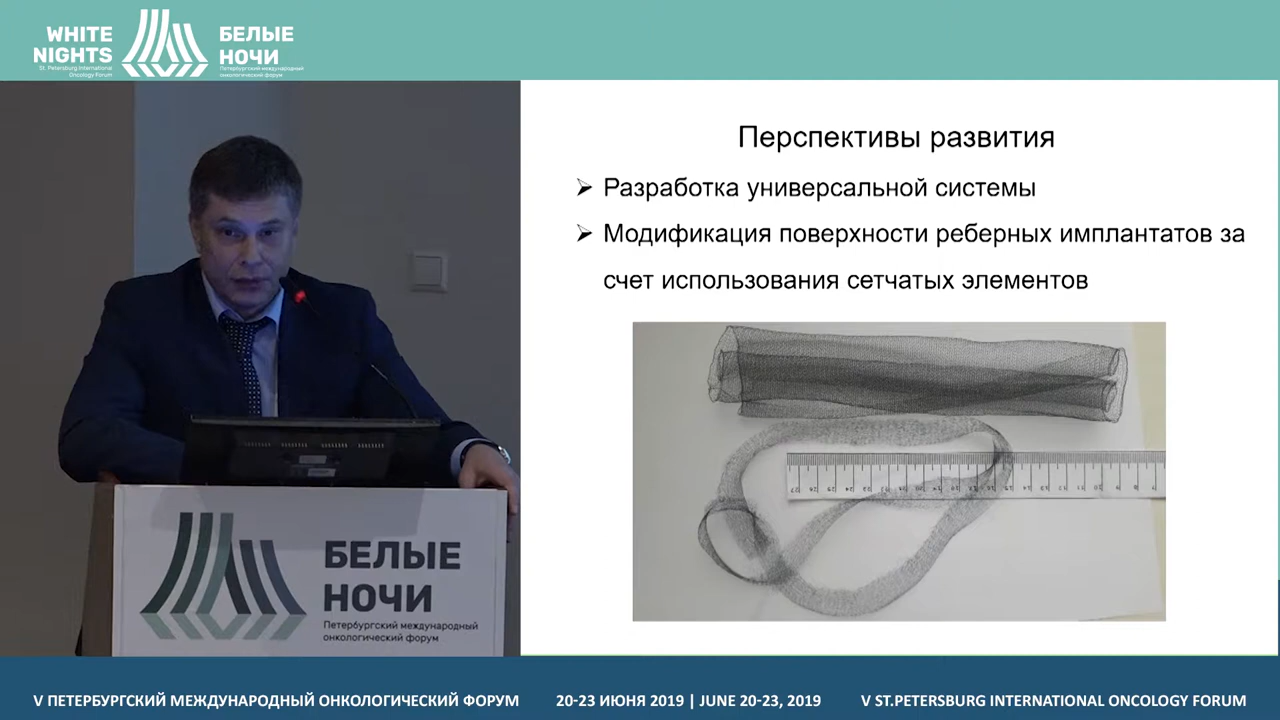 WHITE
NIGHTS
St. Petersburg International
Oncology Forum
БЕЛЫЕ
НОЧИ
Петербургский международный
онкологический форум
Перспективы развития
Разработка универсальной системы
Модификация поверхности реберных имплантатов за
счет использования сетчатых элементов
БЕЛЫЕ
НОЧИ
Петербургский международный
онкологический форум
V ПЕТЕРБУРГСКИЙ МЕЖДУНАРОДНЫЙ ОНКОЛОГИЧЕСКИЙ ФОРУМ
20-23 ИЮНЯ 2019 | JUNE 20-23, 2019
V ST.PETERSBURG INTERNATIONAL ONCOLOGY FORUM